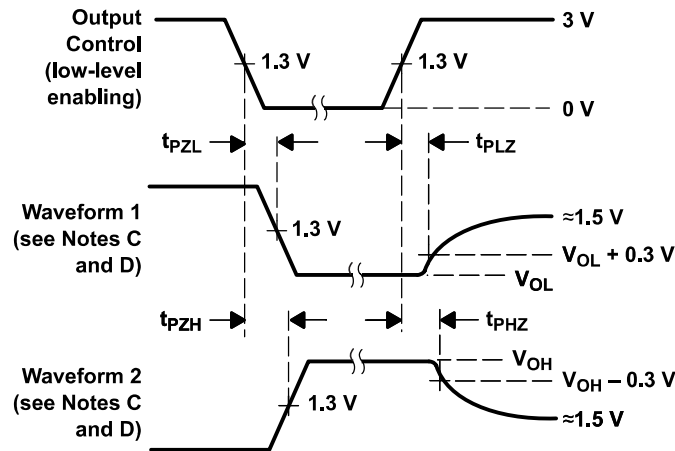 Output
Control
(low-level
enabling)
1.3 V
1.3 V
3 V
0 V
tPZL
tPLZ
Waveform 1
(see Notes C
and D)
1.3 V
≈1.5 V
VOL + 0.3 V
VOL
tPZH
tPHZ
Waveform 2
(see Notes C
and D)
1.3 V
VOH
VOH − 0.3 V
≈1.5 V